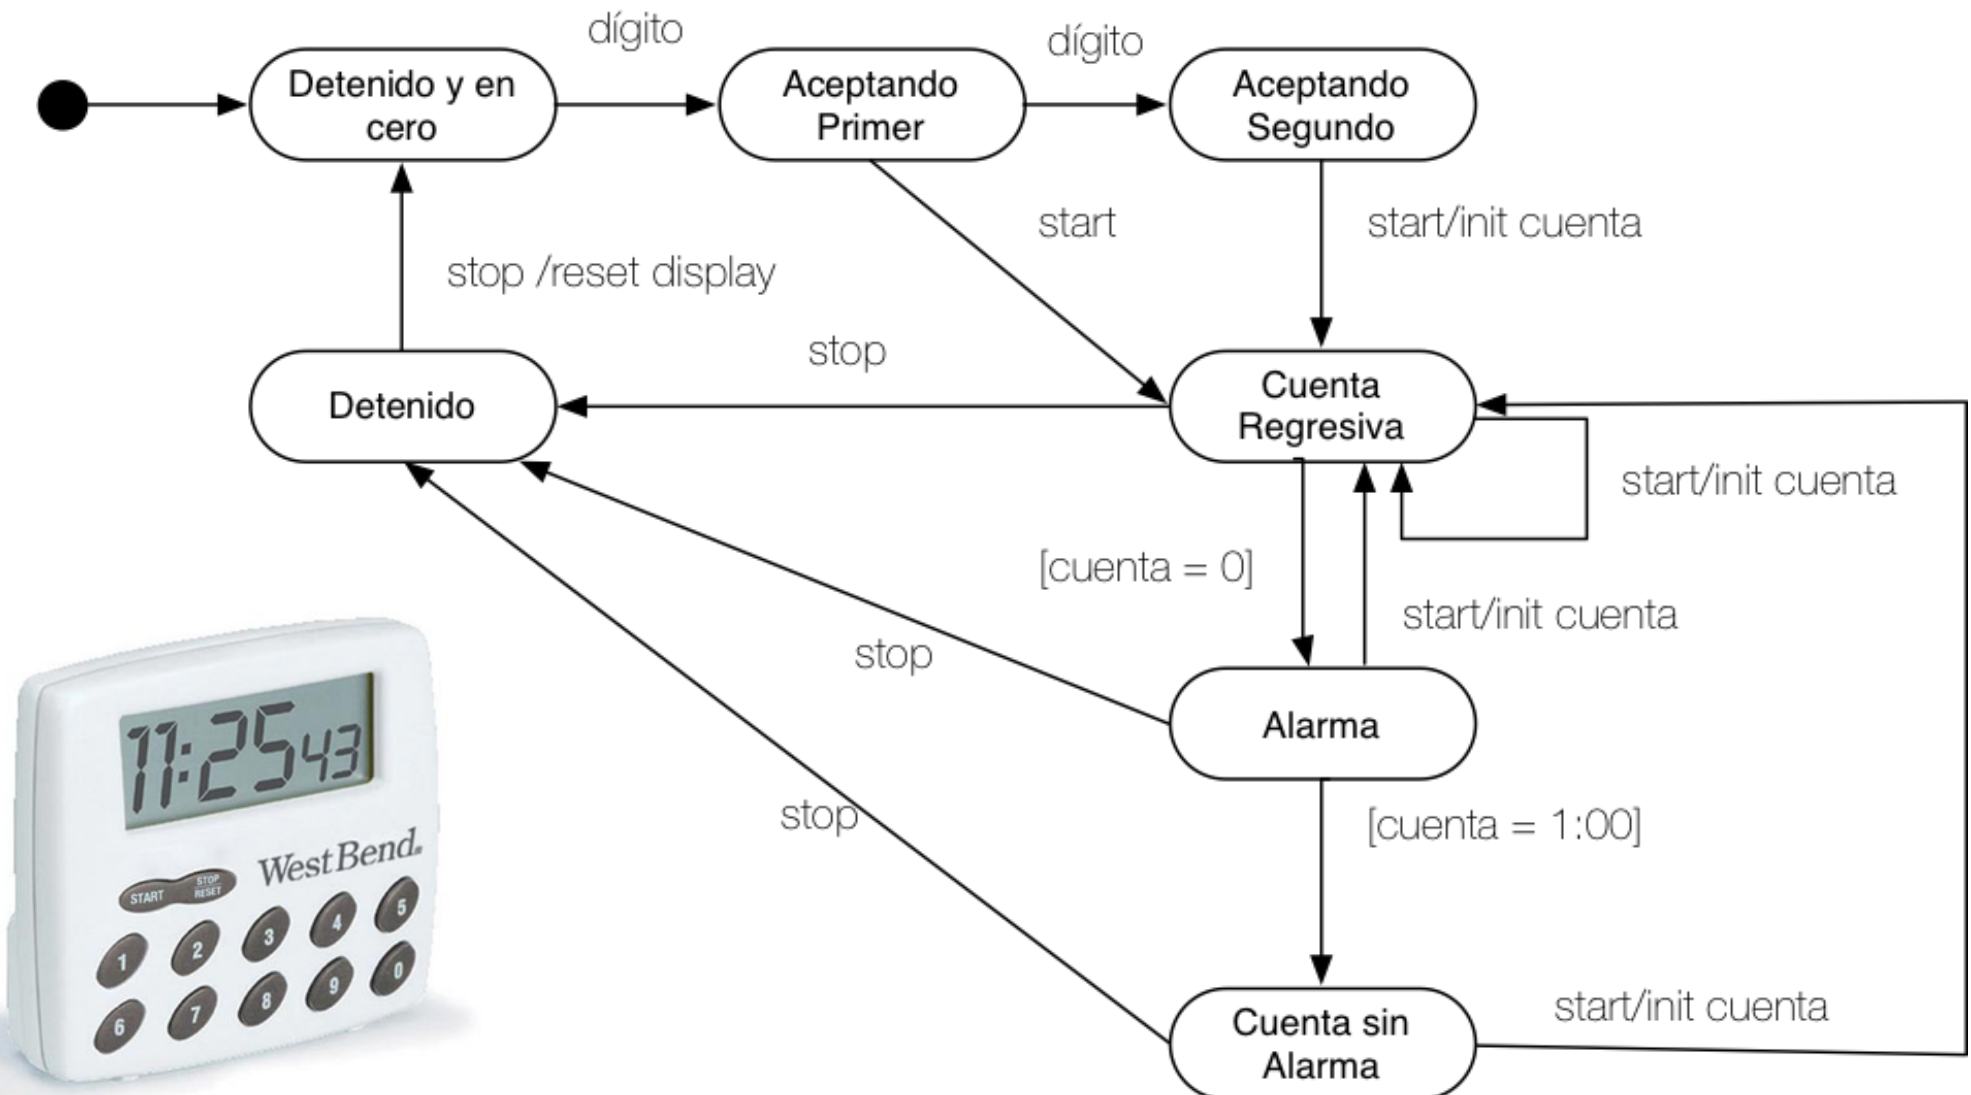 dígito
dígito
Detenido y en
cero
Aceptando
Primer
Aceptando
Segundo
start
start/init cuenta
stop /reset display
stop
Detenido
Cuenta
Regresiva
start/init cuenta
[cuenta = 0]
start/init cuenta
stop
Alarma
stop
[cuenta = 1:00]
Cuenta sin
Alarma
start/init cuenta
11:25 43
WestBend.
START
STOP
RESET
1 2 3 4 5
6 7 8 9 0